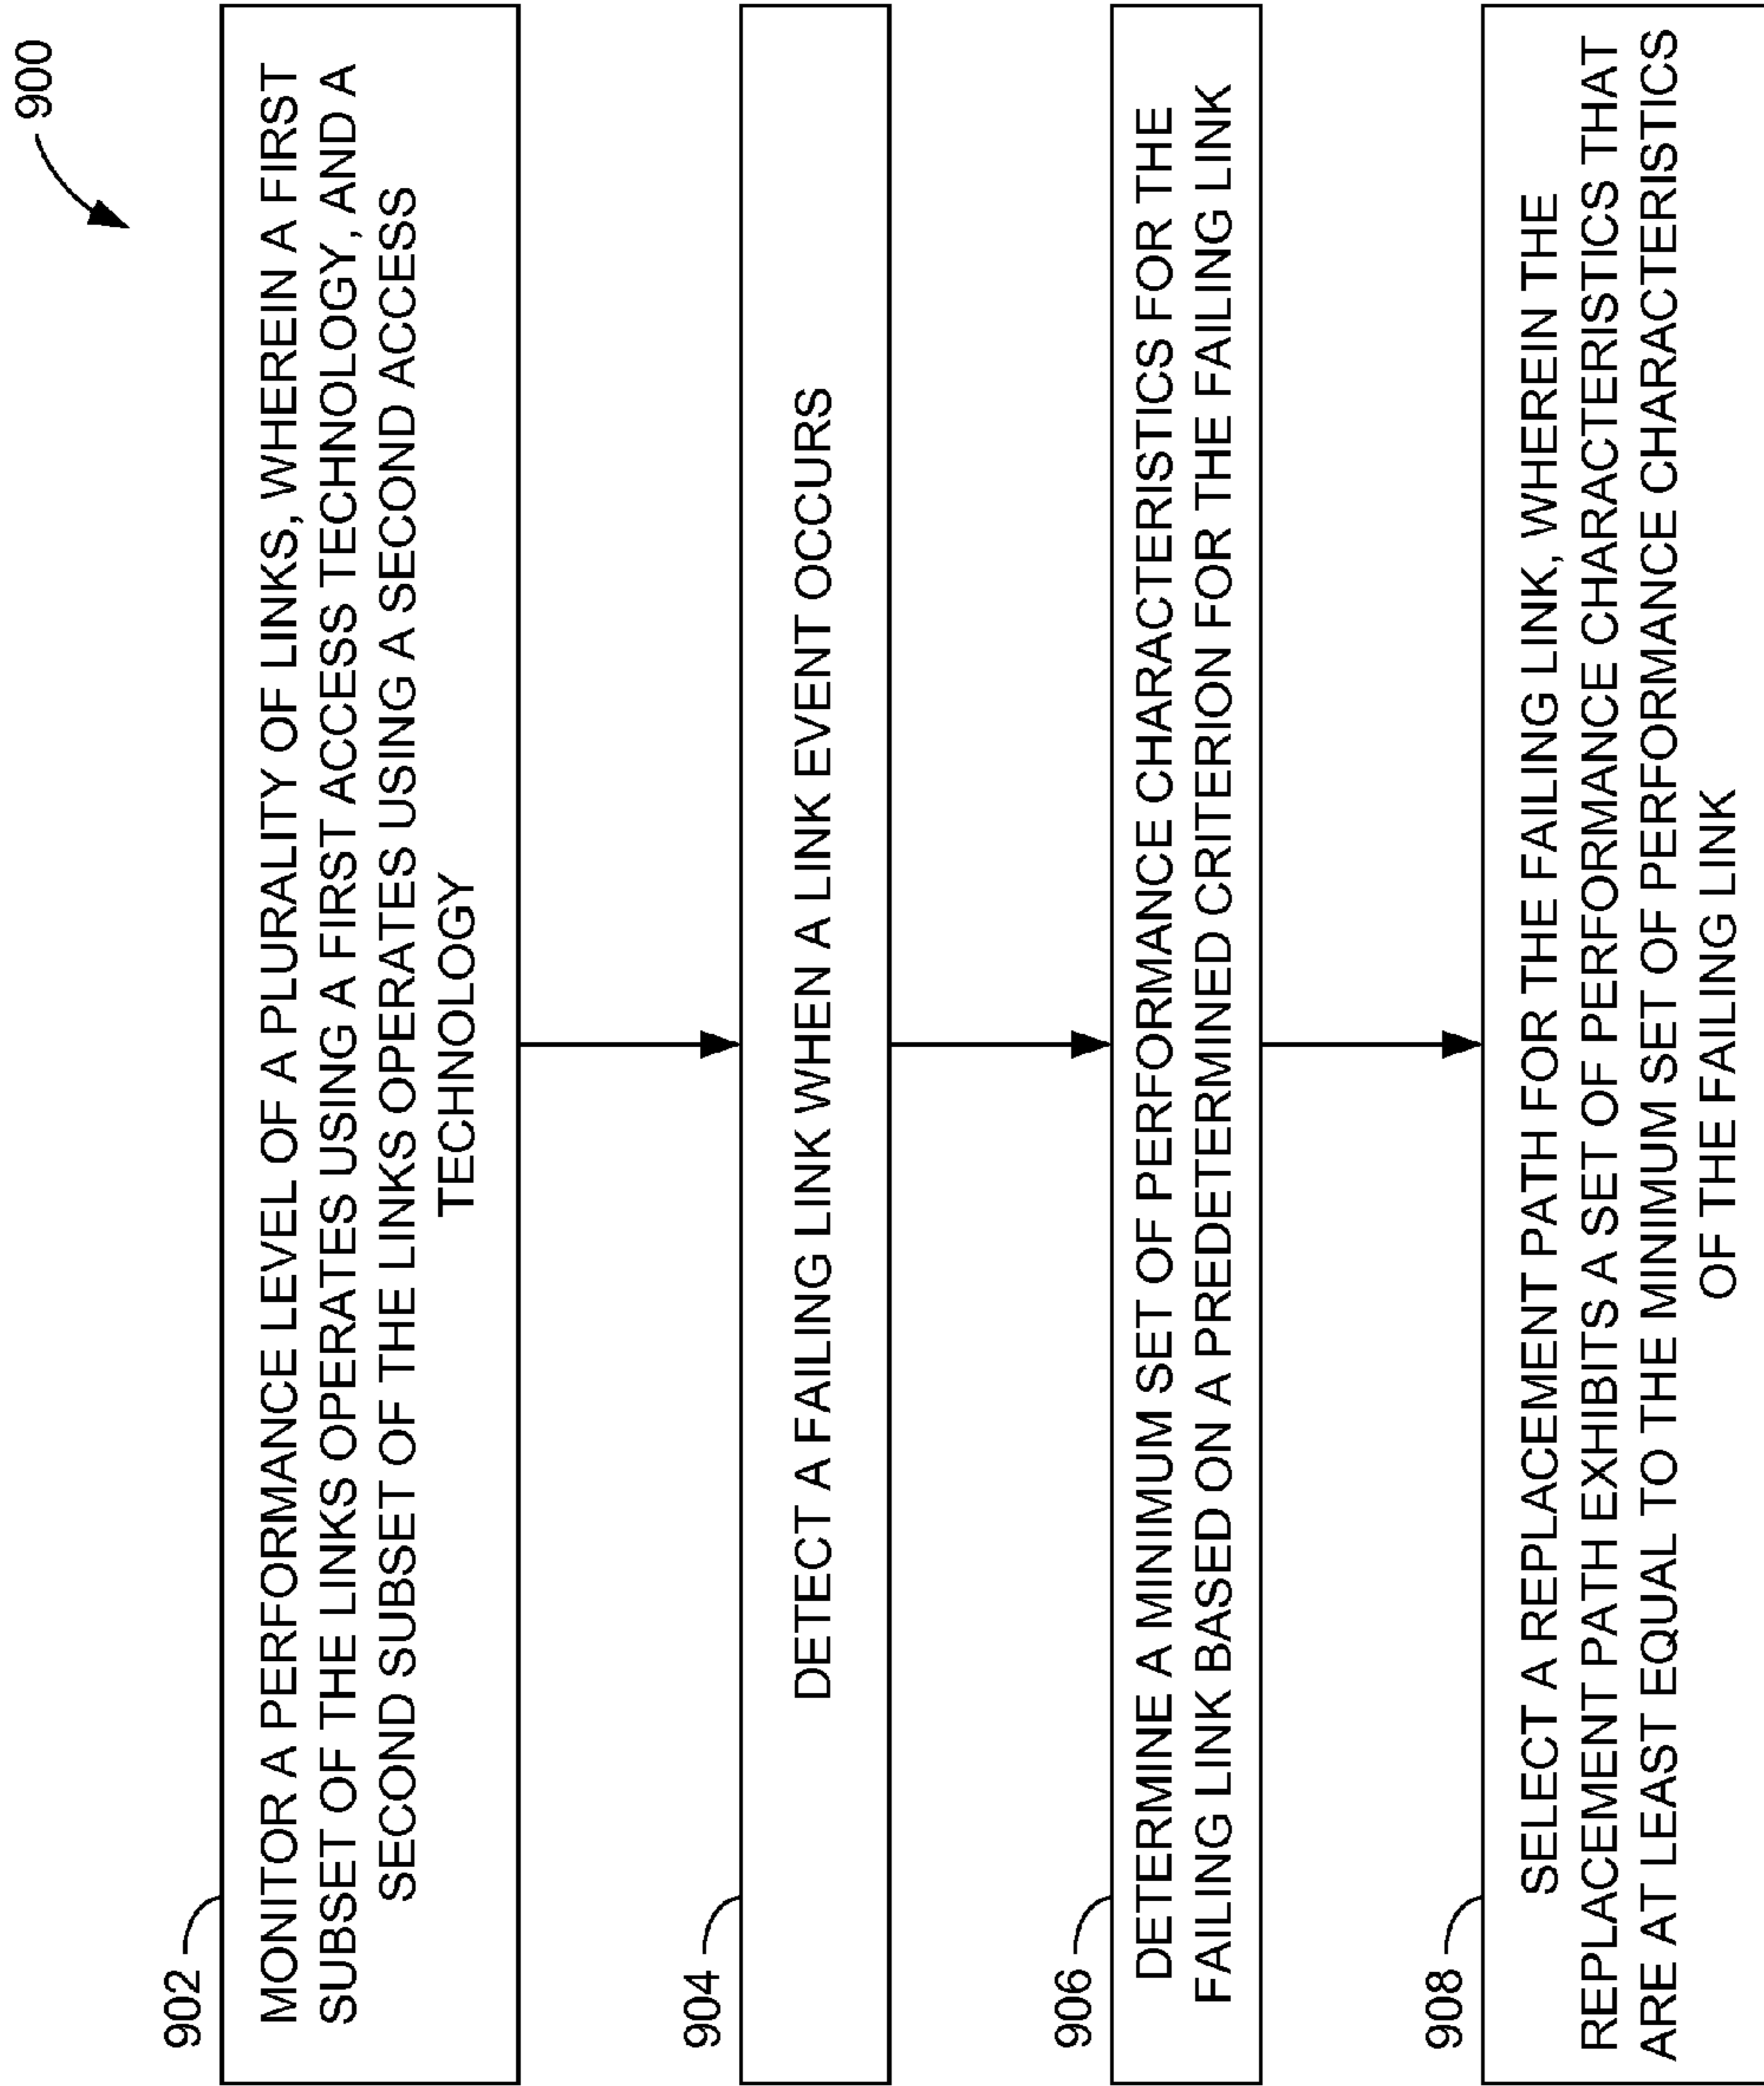 900
902
MONITOR A PERFORMANCE LEVEL OF A PLURALITY OF LINKS, WHEREIN A FIRST
SUBSET OF THE LINKS OPERATES USING A FIRST ACCESS TECHNOLOGY, AND A
SECOND SUBSET OF THE LINKS OPERATES USING A SECOND ACCESS
TECHNOLOGY
904
DETECT A FAILING LINK WHEN A LINK EVENT OCCURS
906
DETERMINE A MINIMUM SET OF PERFORMANCE CHARACTERISTICS FOR THE
FAILING LINK BASED ON A PREDETERMINED CRITERION FOR THE FAILING LINK
908
SELECT A REPLACEMENT PATH FOR THE FAILING LINK, WHEREIN THE
REPLACEMENT PATH EXHIBITS A SET OF PERFORMANCE CHARACTERISTICS THAT
ARE AT LEAST EQUAL TO THE MINIMUM SET OF PERFORMANCE CHARACTERISTICS
OF THE FAILING LINK